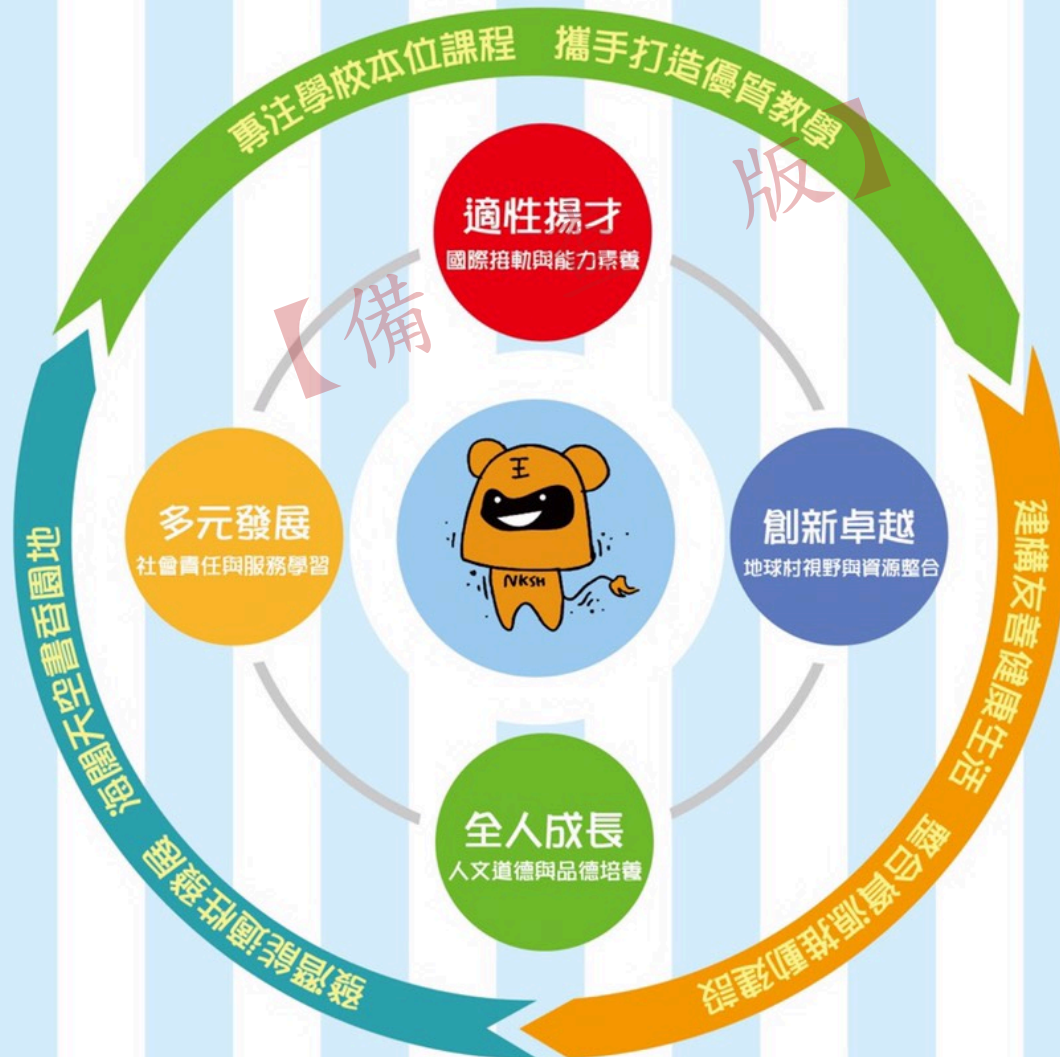 專注學校本位課程 攜手打造優質教學
適性揚才
國際接軌與能力素養
【備
版】
多元發展
社會責任與服務學習
王
NKSH
創新卓越
地球村視野與資源整合
全人成長
人文道德與品德培養
建構友善健康生活 整合資源推動建設
發潛能適性發展 海闊天空書香園地